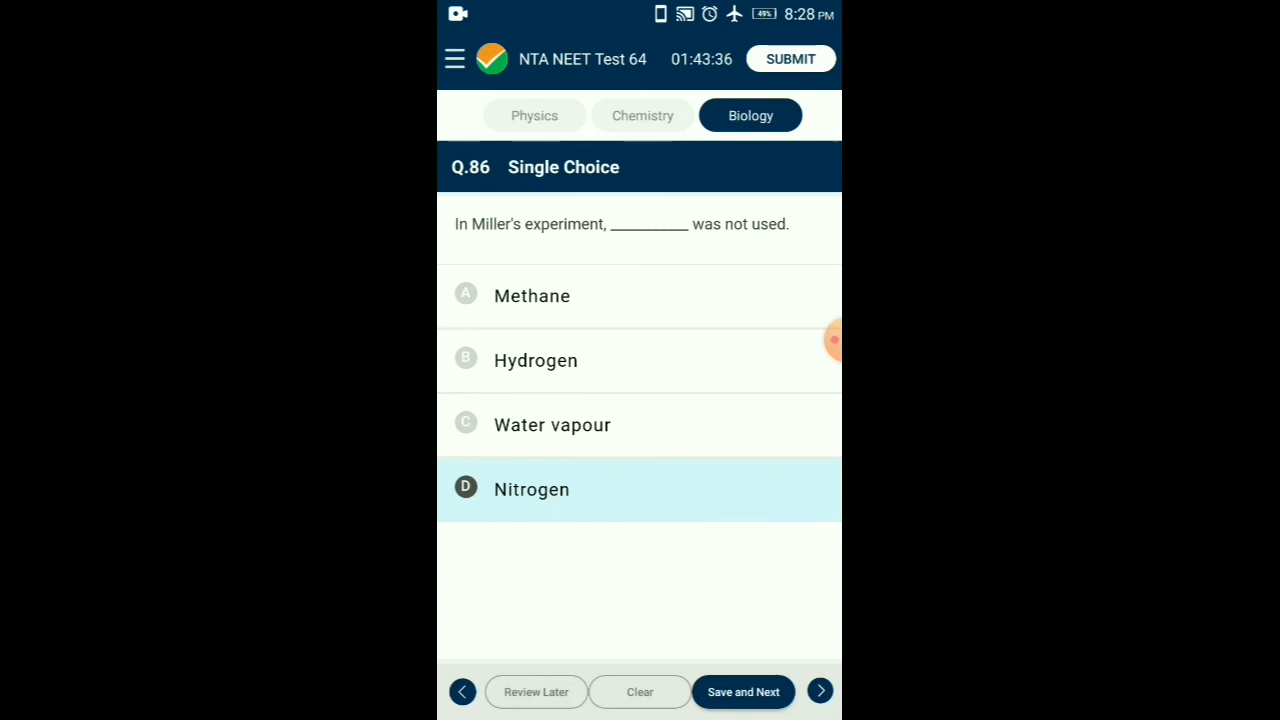 49% 8:28 PM
NTA NEET Test 64 01:43:36 SUBMIT
Physics Chemistry Biology
Q.86 Single Choice
In Miller's experiment, __________ was not used.
A Methane
B Hydrogen
C Water vapour
D Nitrogen
Review Later Clear Save and Next